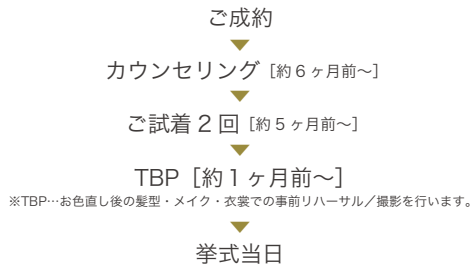 ご成約
カウンセリング［約6ヶ月前〜］
ご試着2回［約5ヶ月前〜］
TBP［約1ヶ月前〜］
※TBP…お色直し後の髪型・メイク・衣裳での事前リハーサル／撮影を行います。
挙式当日